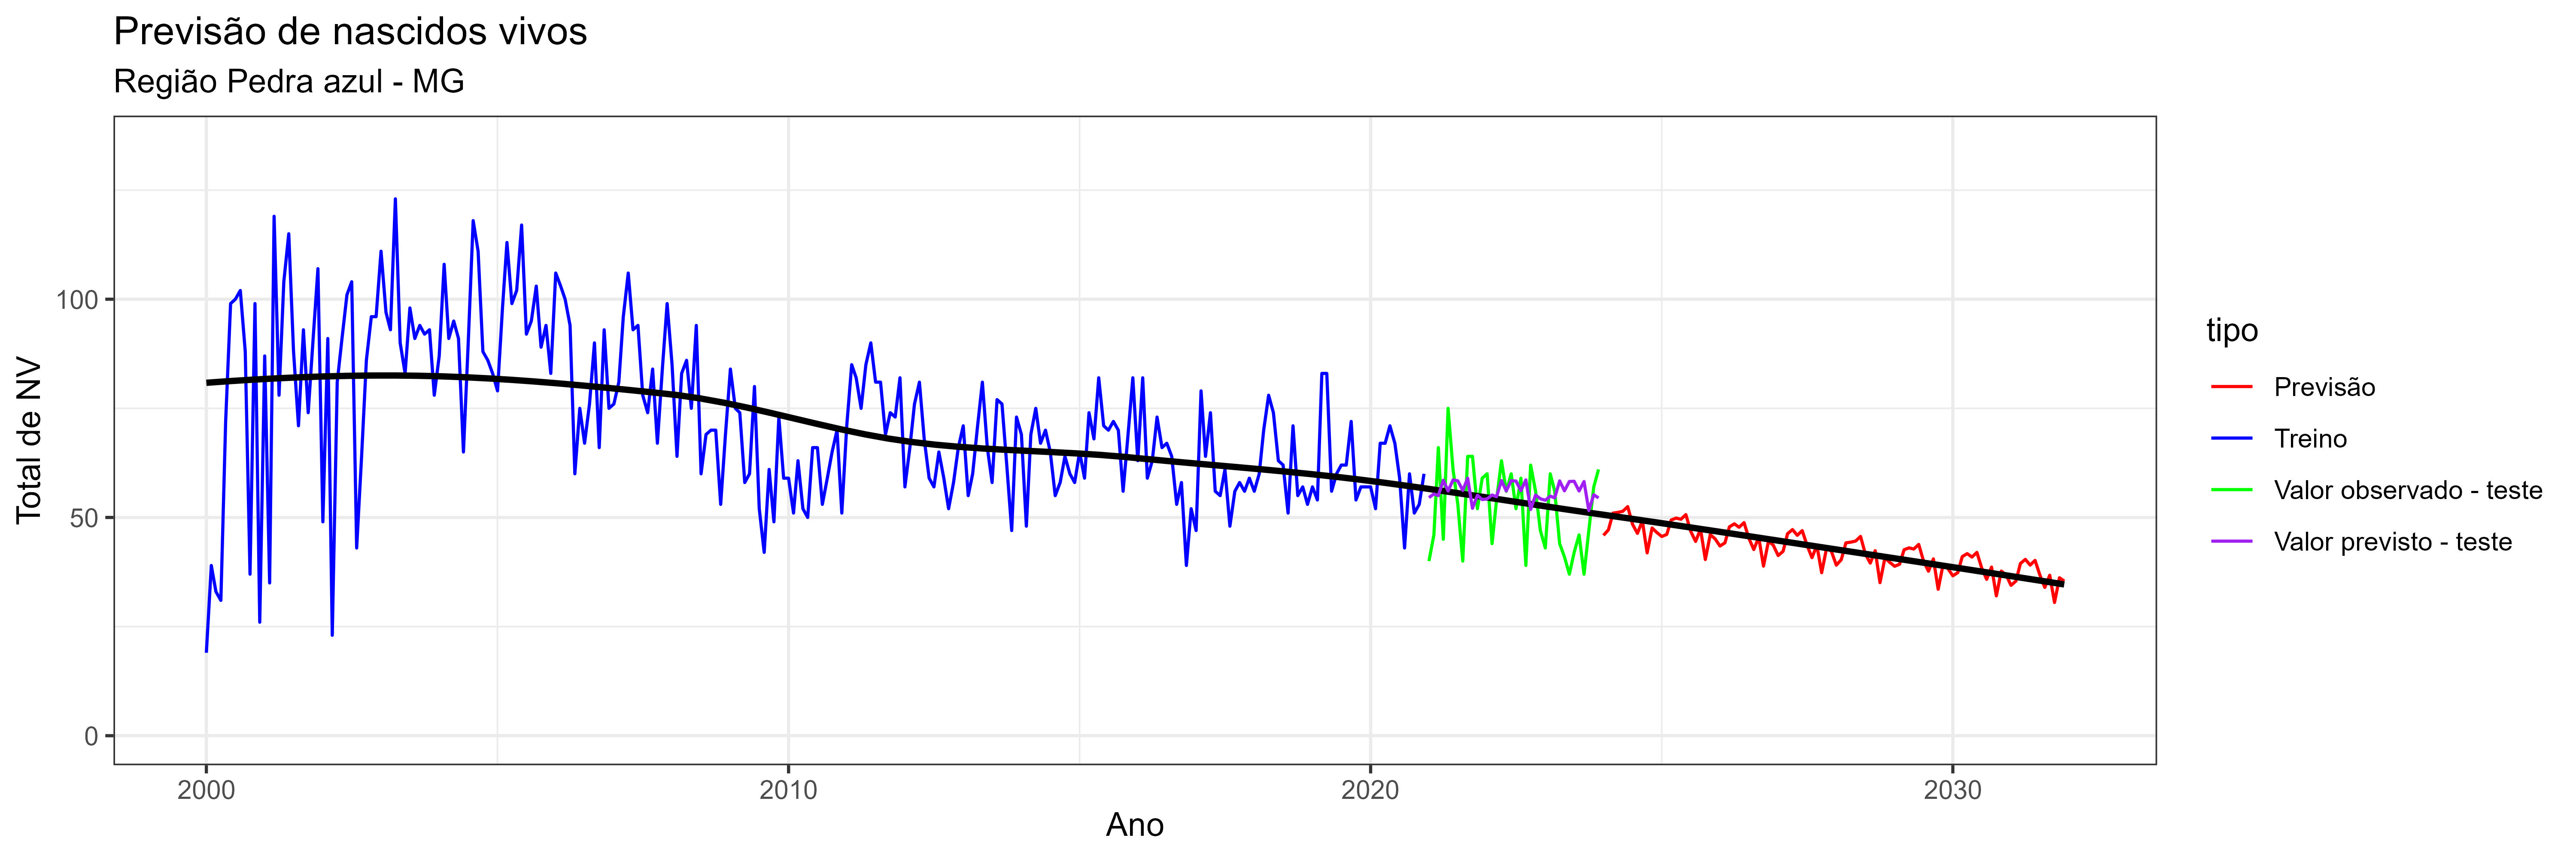 Previsão de nascidos vivos
Região Pedra azul - MG
Total de NV
100
50
0
2000
2010
2020
2030
Ano
tipo
Previsão
Treino
Valor observado - teste
Valor previsto - teste